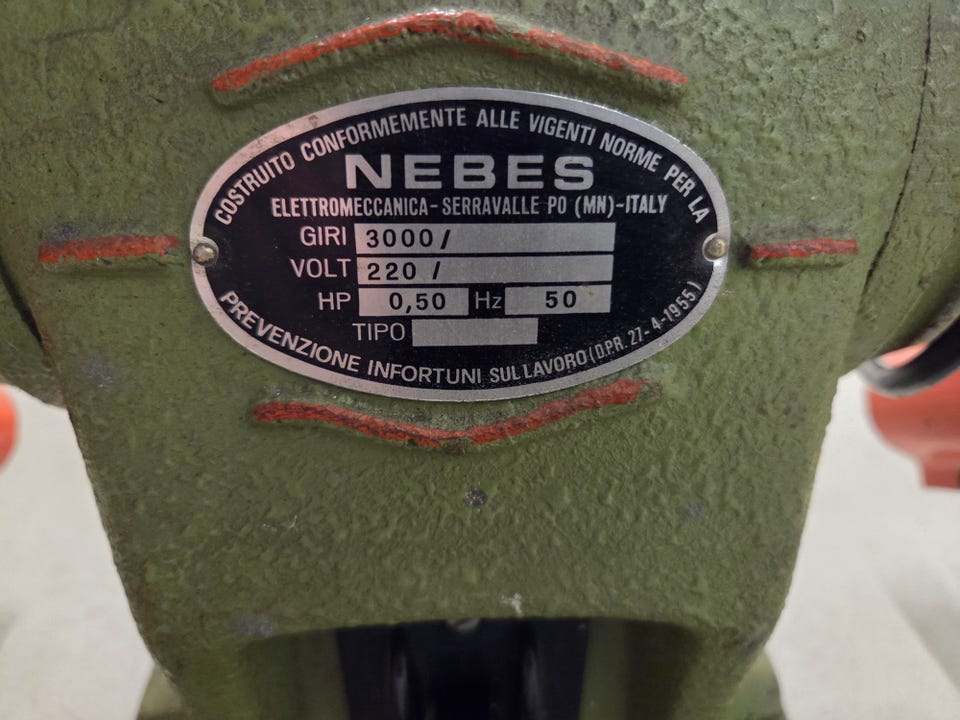 COSTRUITO CONFORMEMENTE ALLE VIGENTI NORME PER LA
NEBES
ELETTROMECCANICA - SERRAVALLE PO (MN) - ITALY
GIRI 3000/
VOLT 220 /
HP 0,50 Hz 50
TIPO
PREVENZIONE INFORTUNI SUL LAVORO (D.P.R. 27-4-1955)